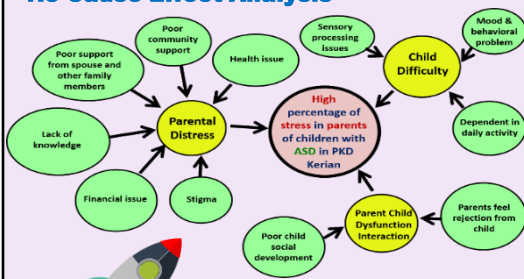 Cause Effect Analysis
Poor
community
support
Poor support
from spouse and
other family
members
Health issue
Lack of
knowledge
Parental
Distress
Financial issue
Stigma
High
percentage of
stress in parents
of children with
ASD in PKD
Kerian
Sensory
processing
issues
Mood &
behavioral
problem
Child
Difficulty
Dependent in
daily activity
Parent Child
Dysfunction
Interaction
Poor child
social
development
Parents feel
rejection from
child